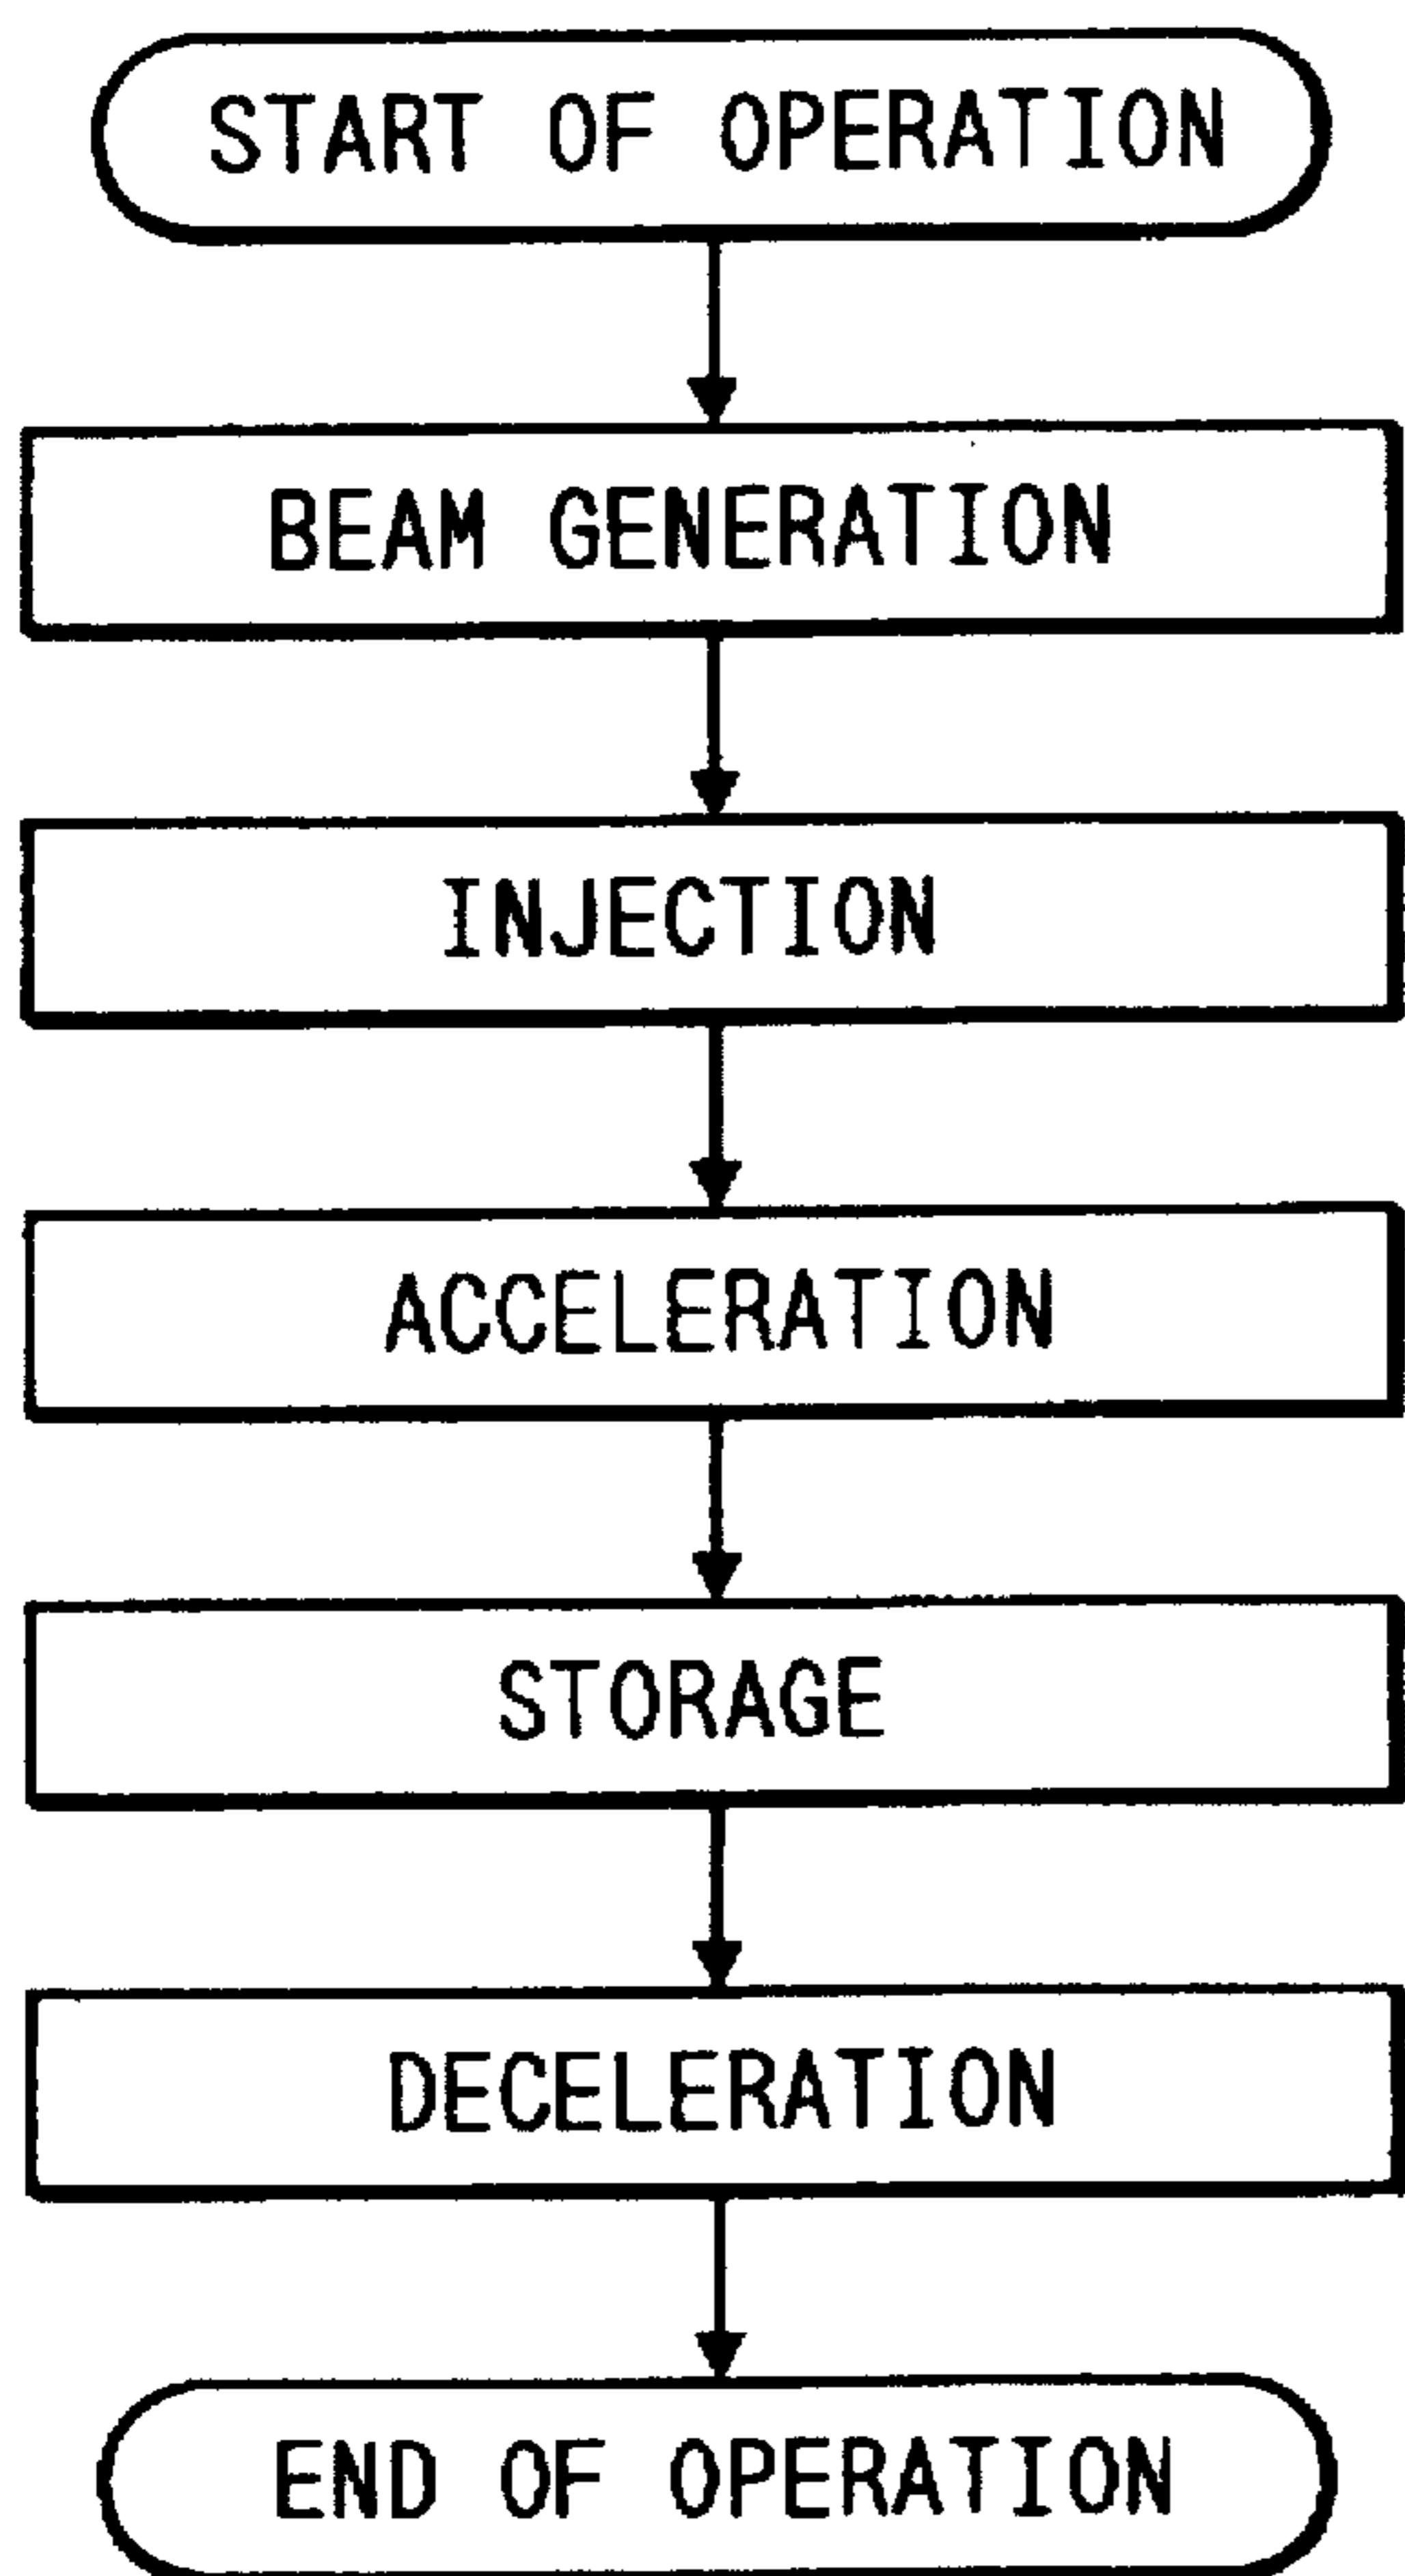 START OF OPERATION
BEAM GENERATION
INJECTION
ACCELERATION
STORAGE
DECELERATION
END OF OPERATION